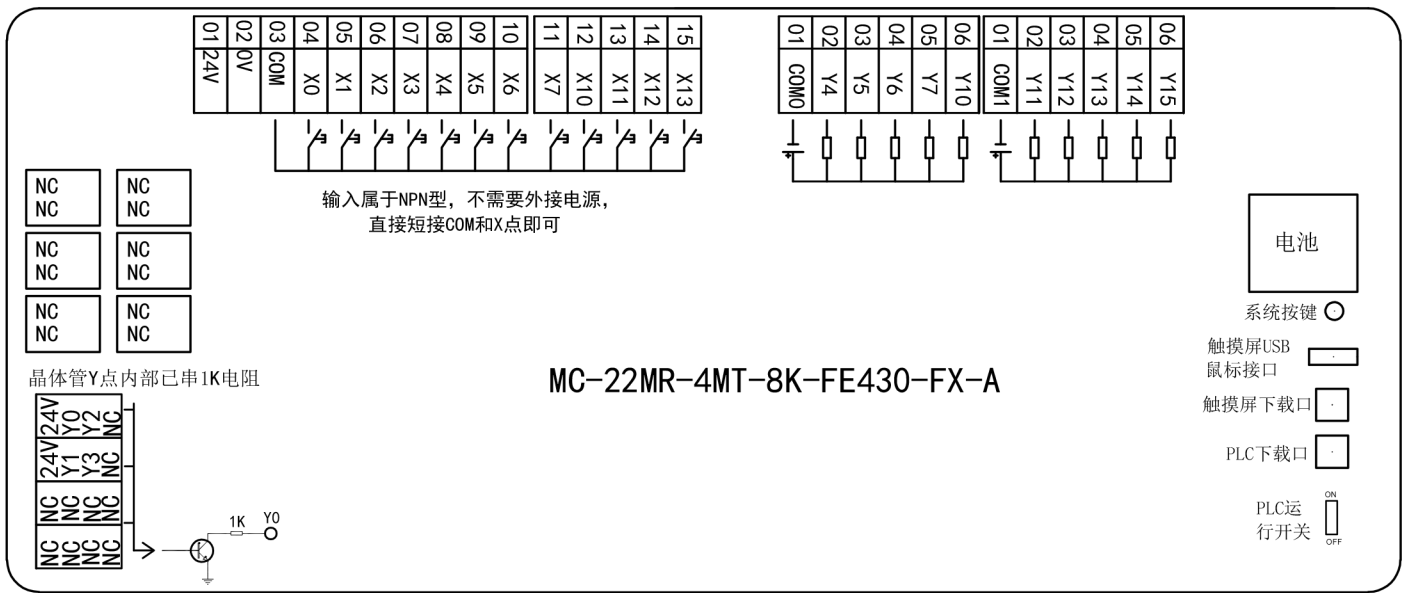 01 02 03 04 05 06 07 08 09 10 11 12 13 14 15
24V 0V COM X0 X1 X2 X3 X4 X5 X6 X7 X10 X11 X12 X13
01 02 03 04 05 06 01 02 03 04 05 06
COM0 Y4 Y5 Y6 Y7 Y10 COM1 Y11 Y12 Y13 Y14 Y15
输入属于NPN型，不需要外接电源，
直接短接COM和X点即可
NC NC
NC NC
NC NC
NC NC
NC NC
NC NC
晶体管Y点内部已串1K电阻
24V Y0 Y2 NC
24V Y1 Y3 NC
NC NC NC NC
NC NC NC NC
1K Y0
MC-22MR-4MT-8K-FE430-FX-A
电池
系统按键
触摸屏USB
鼠标接口
触摸屏下载口
PLC下载口
PLC运
行开关
ON
OFF